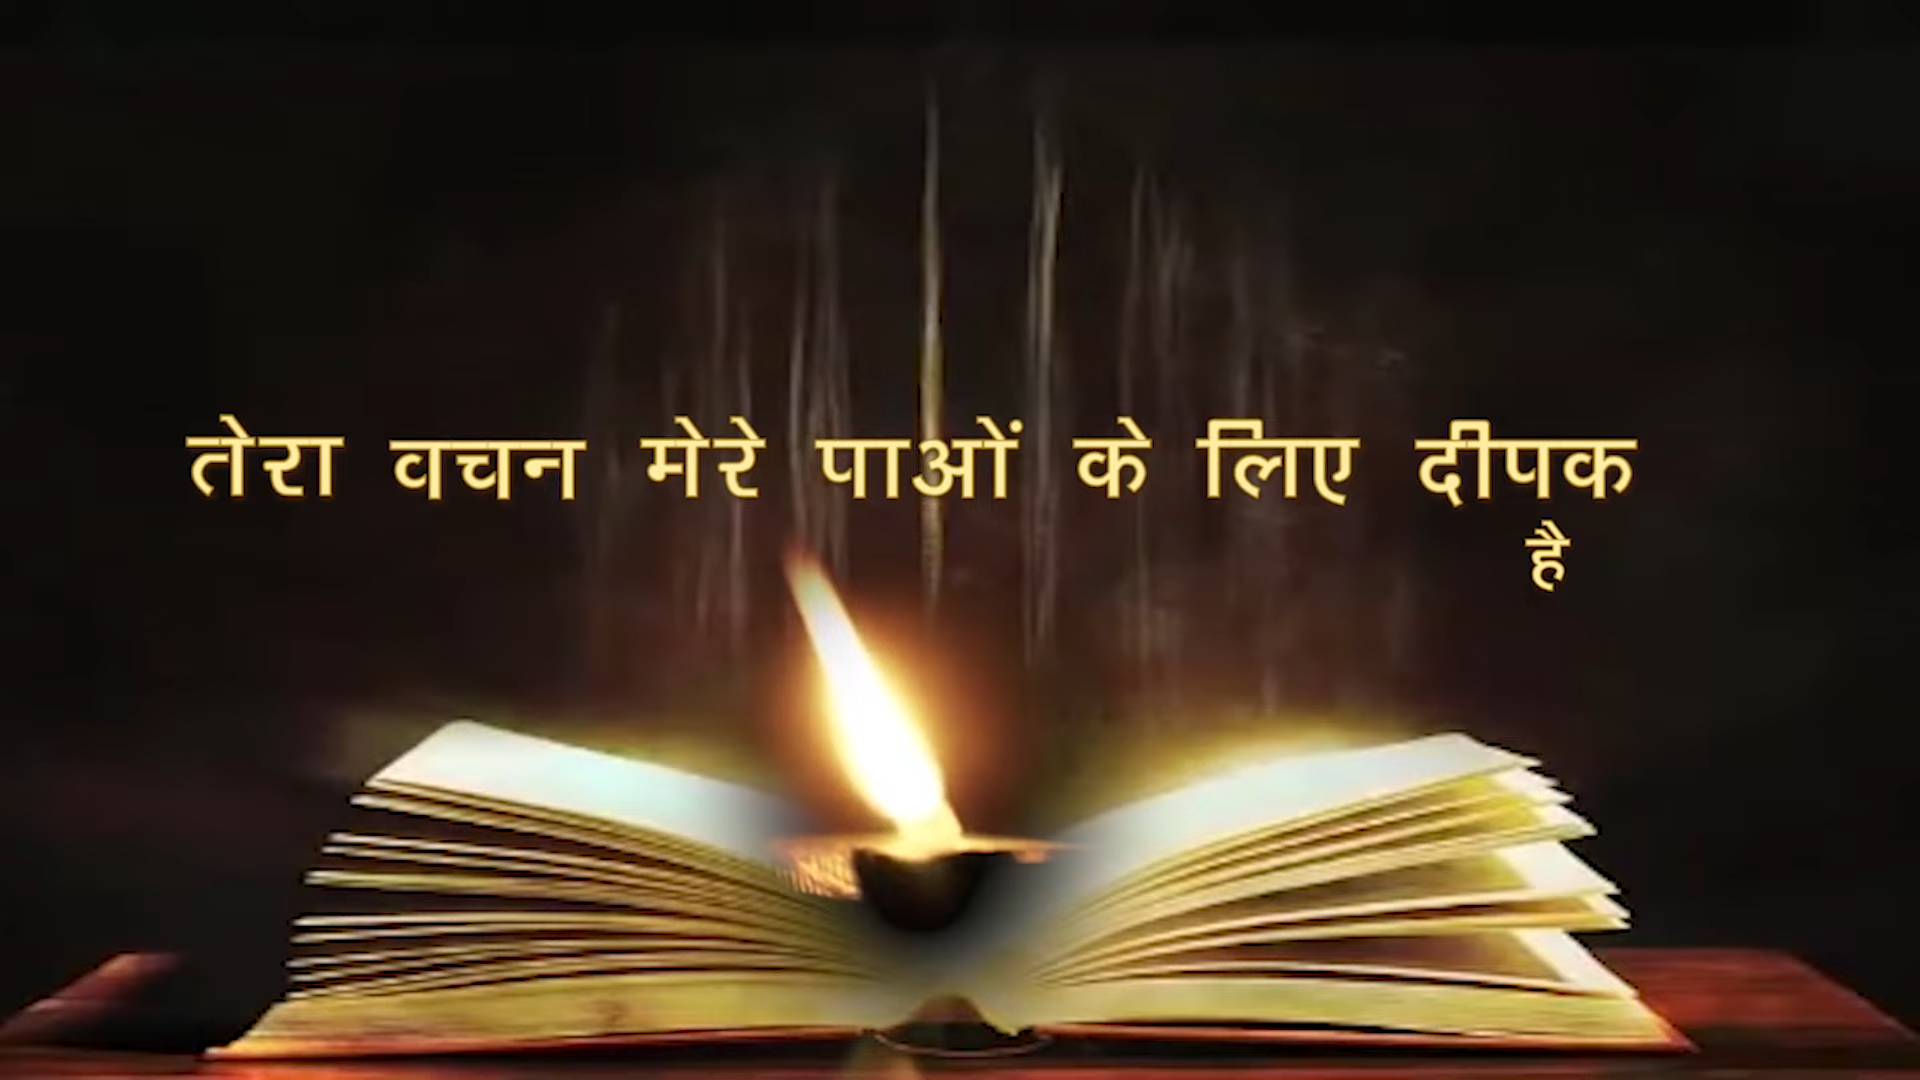 तेरा वचन मेरे पाओं के लिए दीपक
है